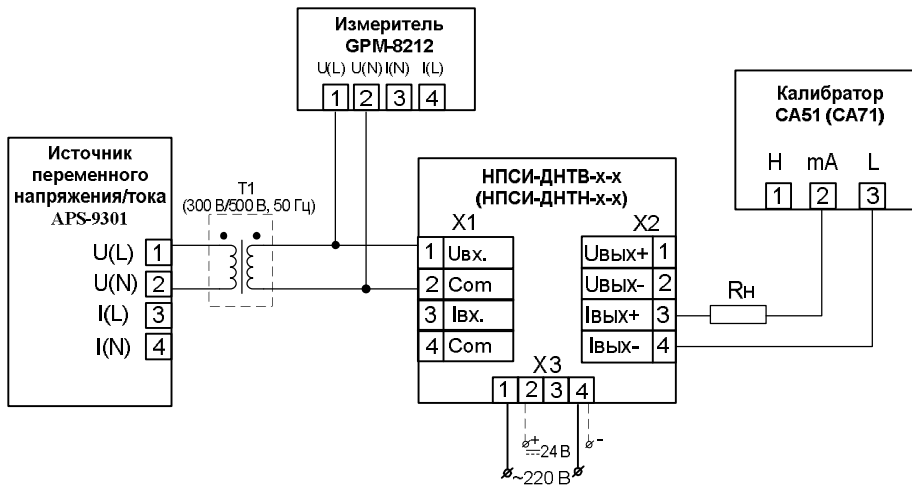 Измеритель
GPM-8212
U(L) U(N) I(N) I(L)
1 2 3 4
Источник
переменного
напряжения/тока
APS-9301
U(L) 1
U(N) 2
I(L) 3
I(N) 4
T1
(300 В/500 В, 50 Гц)
НПСИ-ДНТВ-х-х
(НПСИ-ДНТН-х-х)
X1
1 Uвх.
2 Com
3 Iвх.
4 Com
X2
Uвых+ 1
Uвых- 2
Iвых+ 3
Iвых- 4
X3
1 2 3 4
+ -
24 В
~220 В
Rн
Калибратор
CA51 (CA71)
H mA L
1 2 3